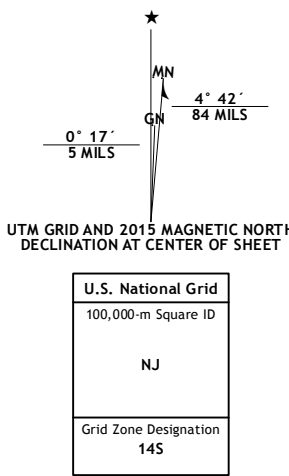 ★
MN
GN
4° 42´
84 MILS
0° 17´
5 MILS
UTM GRID AND 2015 MAGNETIC NORTH
DECLINATION AT CENTER OF SHEET
U.S. National Grid
100,000-m Square ID
NJ
Grid Zone Designation
14S